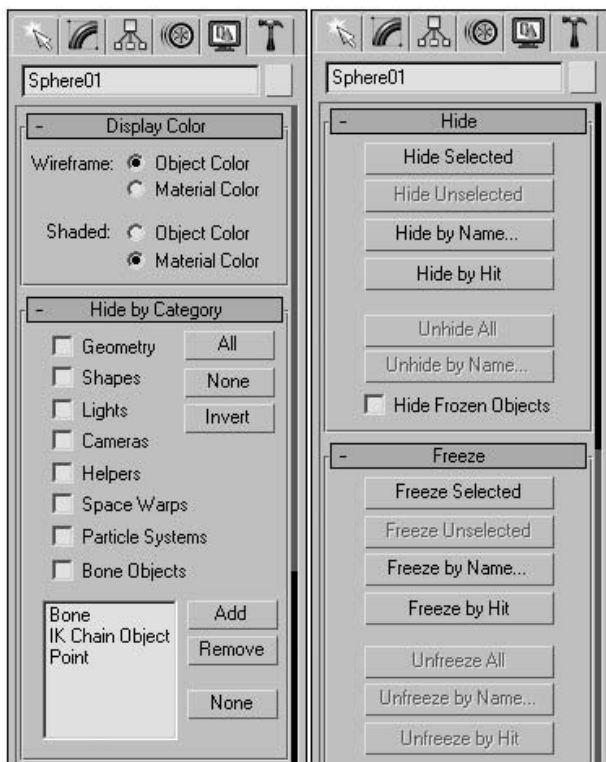 Sphere01
- Display Color
Wireframe: Object Color
Material Color
Shaded: Object Color
Material Color
- Hide by Category
Geometry
Shapes
Lights
Cameras
Helpers
Space Warps
Particle Systems
Bone Objects
All
None
Invert
Bone
IK Chain Object
Point
Add
Remove
None
Sphere01
- Hide
Hide Selected
Hide Unselected
Hide by Name...
Hide by Hit
Unhide All
Unhide by Name...
Hide Frozen Objects
- Freeze
Freeze Selected
Freeze Unselected
Freeze by Name...
Freeze by Hit
Unfreeze All
Unfreeze by Name...
Unfreeze by Hit